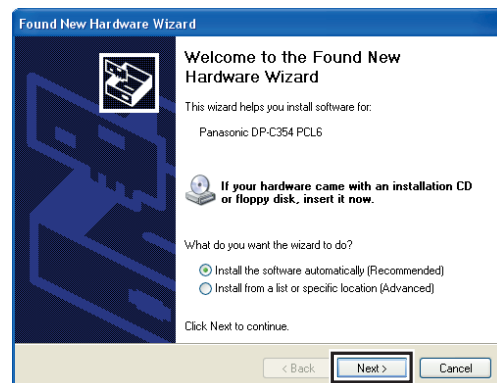 Found New Hardware Wizard
Welcome to the Found New
Hardware Wizard
This wizard helps you install software for:
Panasonic DP-C354 PCL6
If your hardware came with an installation CD
or floppy disk, insert it now.
What do you want the wizard to do?
Install the software automatically (Recommended)
Install from a list or specific location (Advanced)
Click Next to continue.
< Back Next > Cancel